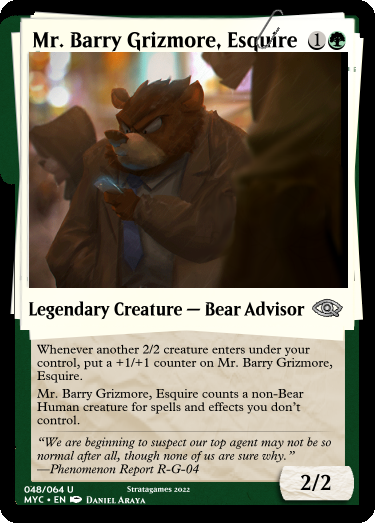 Mr. Barry Grizmore, Esquire 1
Legendary Creature — Bear Advisor
Whenever another 2/2 creature enters under your
control, put a +1/+1 counter on Mr. Barry Grizmore,
Esquire.
Mr. Barry Grizmore, Esquire counts a non-Bear
Human creature for spells and effects you don't
control.
“We are beginning to suspect our top agent may not be so
normal after all, though none of us are sure why.”
—Phenomenon Report R-G-04
2/2
048/064 U Stratagames 2022
MYC • EN DANIEL ARAYA